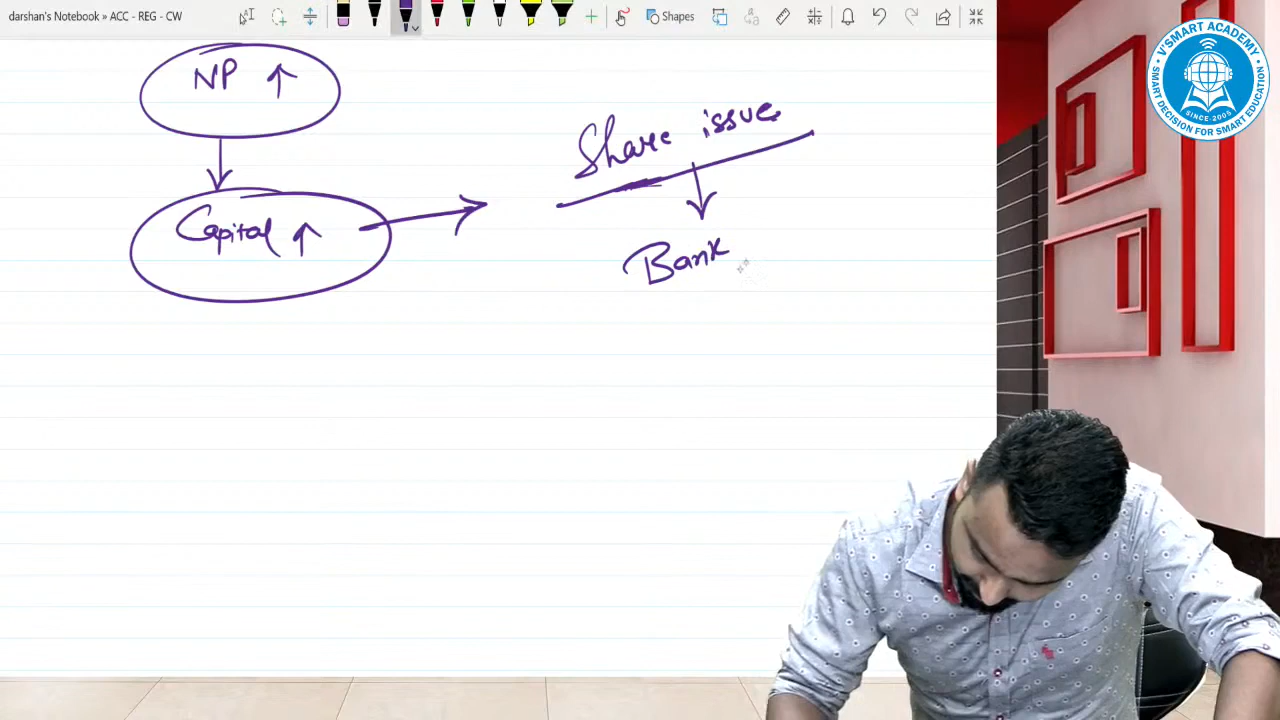 darshan's Notebook » ACC - REG - CW
Shapes
NP ↑
Capital ↑
Share issue
Bank
V'SMART ACADEMY
SINCE-2005
SMART DECISION FOR SMART EDUCATION